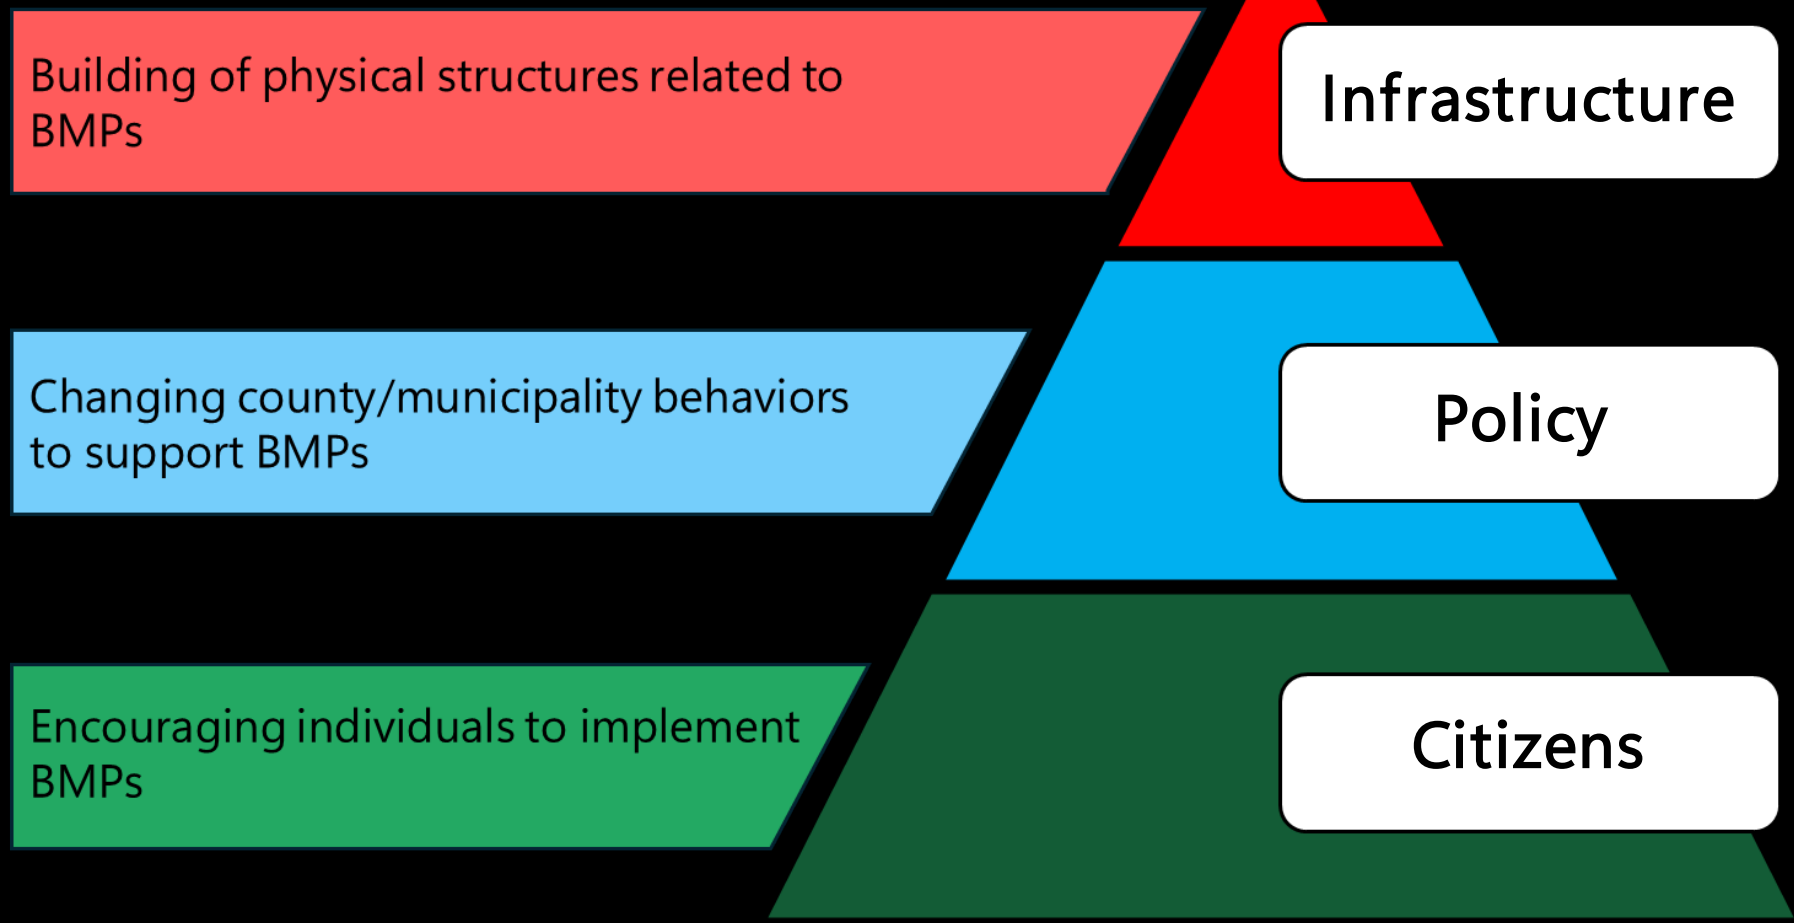 Building of physical structures related to
BMPs
Infrastructure
Changing county/municipality behaviors
to support BMPs
Policy
Encouraging individuals to implement
BMPs
Citizens